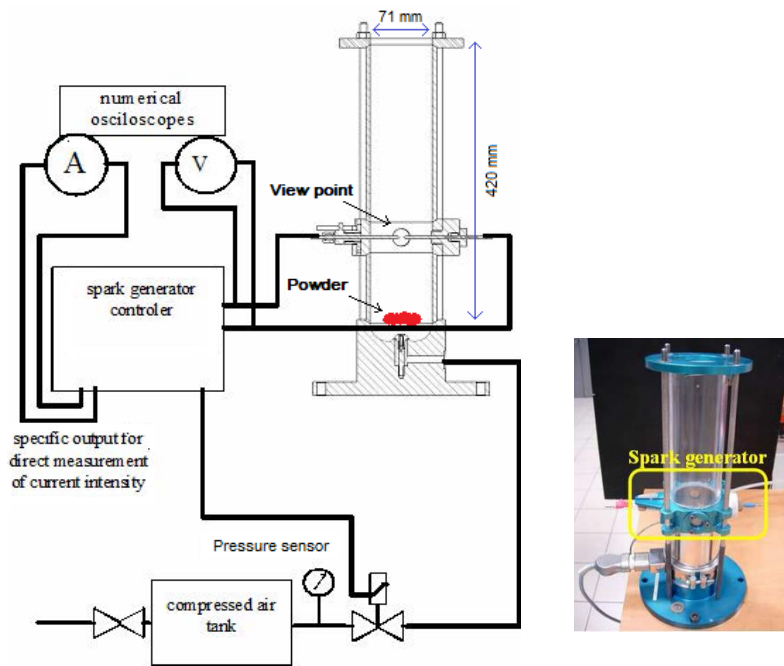 71 mm
numerical
osciloscopes
A
V
420 mm
View point
Powder
spark generator
controler
specific output for
direct measurement
of current intensity
Spark generator
Pressure sensor
compressed air
tank